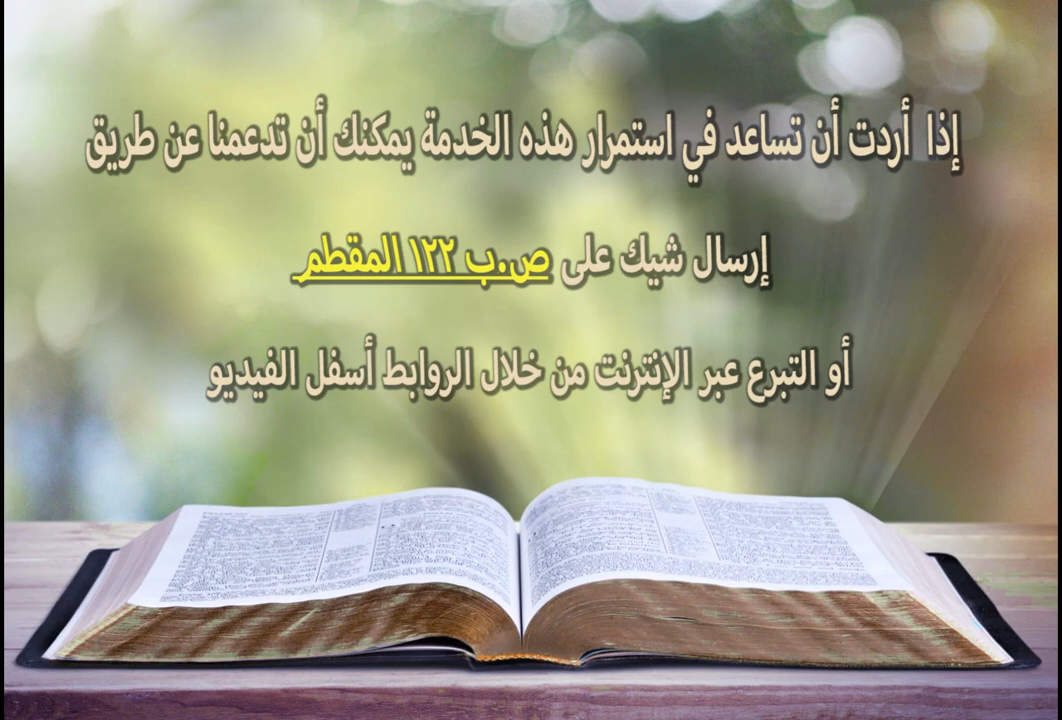 إذا أردت أن تساعد في استمرار هذه الخدمة يمكنك أن تدعمنا عن طريق
إرسال شيك على ص.ب ١٢٢ المقطم
أو التبرع عبر الإنترنت من خلال الروابط أسفل الفيديو